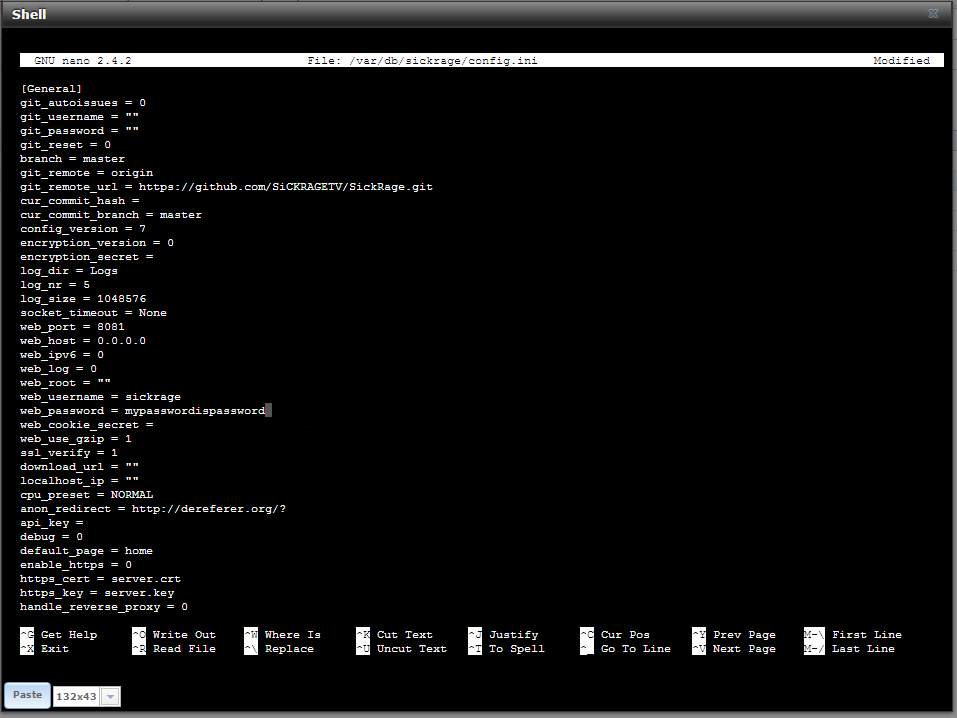 Shell
GNU nano 2.4.2 File: /var/db/sickrage/config.ini Modified
[General]
git_autoissues = 0
git_username = ""
git_password = ""
git_reset = 0
branch = master
git_remote = origin
git_remote_url = https://github.com/SiCKRAGETV/SickRage.git
cur_commit_hash =
cur_commit_branch = master
config_version = 7
encryption_version = 0
encryption_secret =
log_dir = Logs
log_nr = 5
log_size = 1048576
socket_timeout = None
web_port = 8081
web_host = 0.0.0.0
web_ipv6 = 0
web_log = 0
web_root = ""
web_username = sickrage
web_password = mypasswordispassword
web_cookie_secret =
web_use_gzip = 1
ssl_verify = 1
download_url = ""
localhost_ip = ""
cpu_preset = NORMAL
anon_redirect = http://dereferer.org/?
api_key =
debug = 0
default_page = home
enable_https = 0
https_cert = server.crt
https_key = server.key
handle_reverse_proxy = 0
^G Get Help ^O Write Out ^W Where Is ^K Cut Text ^J Justify ^C Cur Pos ^Y Prev Page M-\ First Line
^X Exit ^R Read File ^\ Replace ^U Uncut Text ^T To Spell ^_ Go To Line ^V Next Page M-/ Last Line
Paste 132x43